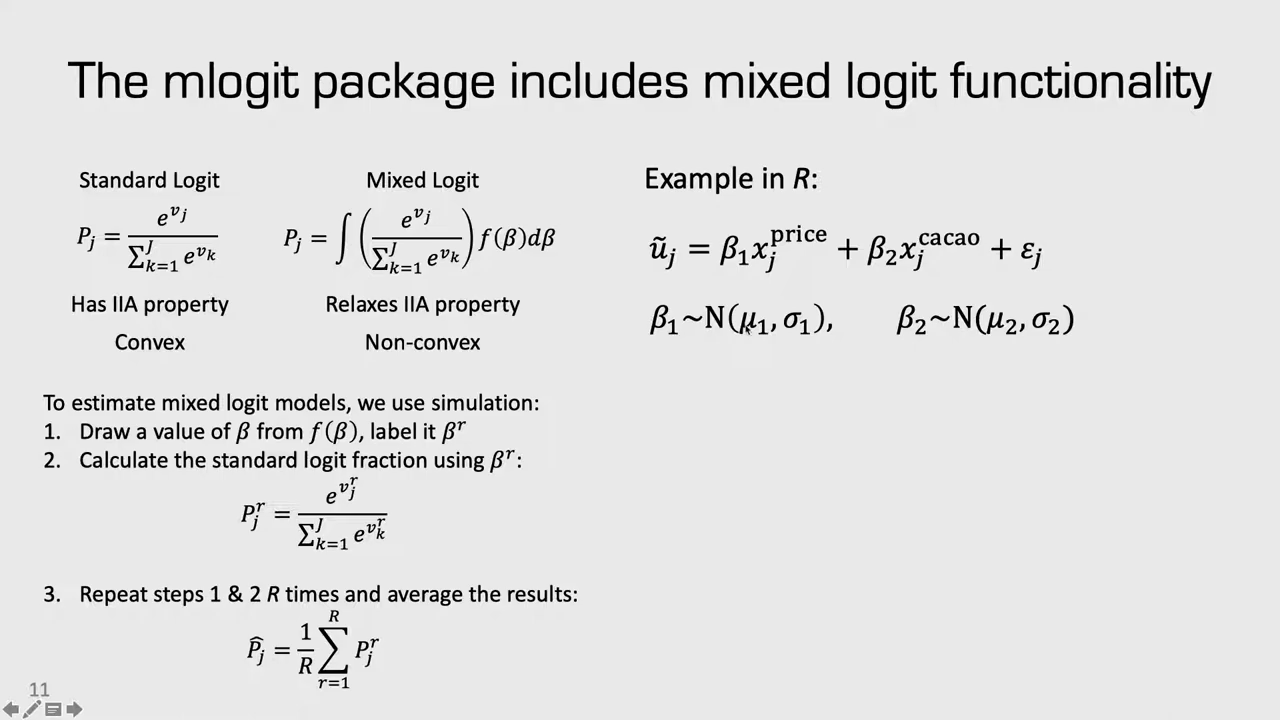 The mlogit package includes mixed logit functionality
Standard Logit
P_j = e^{v_j} / ∑_{k=1}^{J} e^{v_k}
Has IIA property
Convex
Mixed Logit
P_j = ∫ ( e^{v_j} / ∑_{k=1}^{J} e^{v_k} ) f(β)dβ
Relaxes IIA property
Non-convex
To estimate mixed logit models, we use simulation:
1. Draw a value of β from f(β), label it β^r
2. Calculate the standard logit fraction using β^r:
P_j^r = e^{v_j^r} / ∑_{k=1}^{J} e^{v_k^r}
3. Repeat steps 1 & 2 R times and average the results:
P̂_j = 1/R ∑_{r=1}^{R} P_j^r
Example in R:
ũ_j = β_1 x_j^{price} + β_2 x_j^{cacao} + ε_j
β_1~N(μ_1, σ_1), β_2~N(μ_2, σ_2)
11